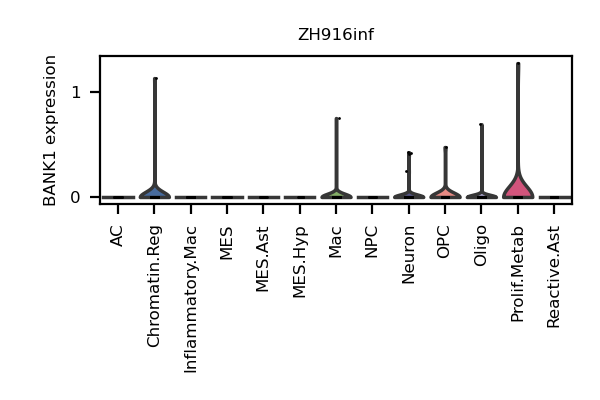 ZH916inf
BANK1 expression
1
0
AC
Chromatin.Reg
Inflammatory.Mac
MES
MES.Ast
MES.Hyp
Mac
NPC
Neuron
OPC
Oligo
Prolif.Metab
Reactive.Ast